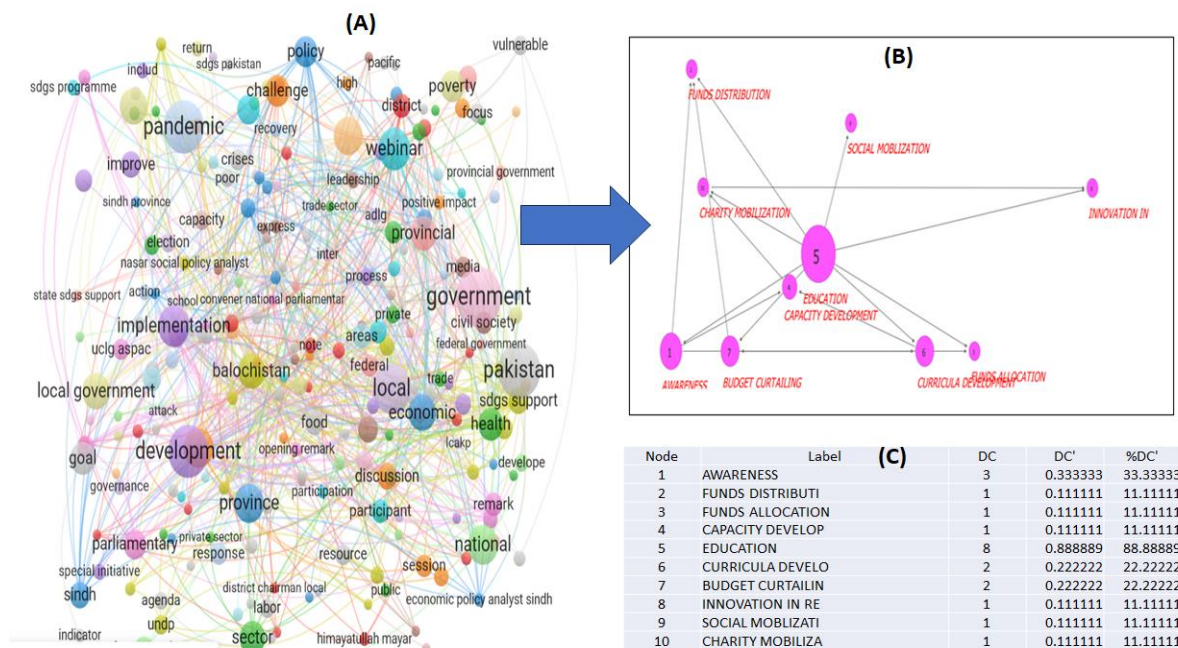 (A)
return
policy
vulnerable
sdgs pakistan
pacific
includ
sdgs programme
high
challenge
poverty
district
focus
pandemic
recovery
webinar
crises
improve
poor
leadership
provincial government
sindh province
trade sector
positive impact
capacity
adlg
express
provincial
election
inter
nasar social policy analyst
process
media
state sdgs support
action
school
convener national parliamentar
government
private
implementation
civil society
note
areas
federal government
uclg aspac
balochistan
federal
trade
pakistan
local government
local
sdgs support
attack
economic
food
health
lcakp
development
opening remark
goal
discussion
develope
governance
participation
province
remark
participant
private sector
parliamentary
response
resource
national
special initiative
session
sindh
district chairman local
public
agenda
labor
economic policy analyst sindh
undp
indicator
sector
himayatullah mayar
(B)
FUNDS DISTRIBUTION
SOCIAL MOBLIZATION
CHARITY MOBILIZATION
INNOVATION IN
5
EDUCATION
CAPACITY DEVELOPMENT
1
7
6
AWARENESS
BUDGET CURTAILING
CURRICULA DEVELOPMENT
FUNDS ALLOCATION
(C)
Node Label DC DC' %DC'
1 AWARENESS 3 0.333333 33.33333
2 FUNDS DISTRIBUTI 1 0.111111 11.11111
3 FUNDS ALLOCATION 1 0.111111 11.11111
4 CAPACITY DEVELOP 1 0.111111 11.11111
5 EDUCATION 8 0.888889 88.88889
6 CURRICULA DEVELO 2 0.222222 22.22222
7 BUDGET CURTAILIN 2 0.222222 22.22222
8 INNOVATION IN RE 1 0.111111 11.11111
9 SOCIAL MOBLIZATI 1 0.111111 11.11111
10 CHARITY MOBILIZA 1 0.111111 11.11111